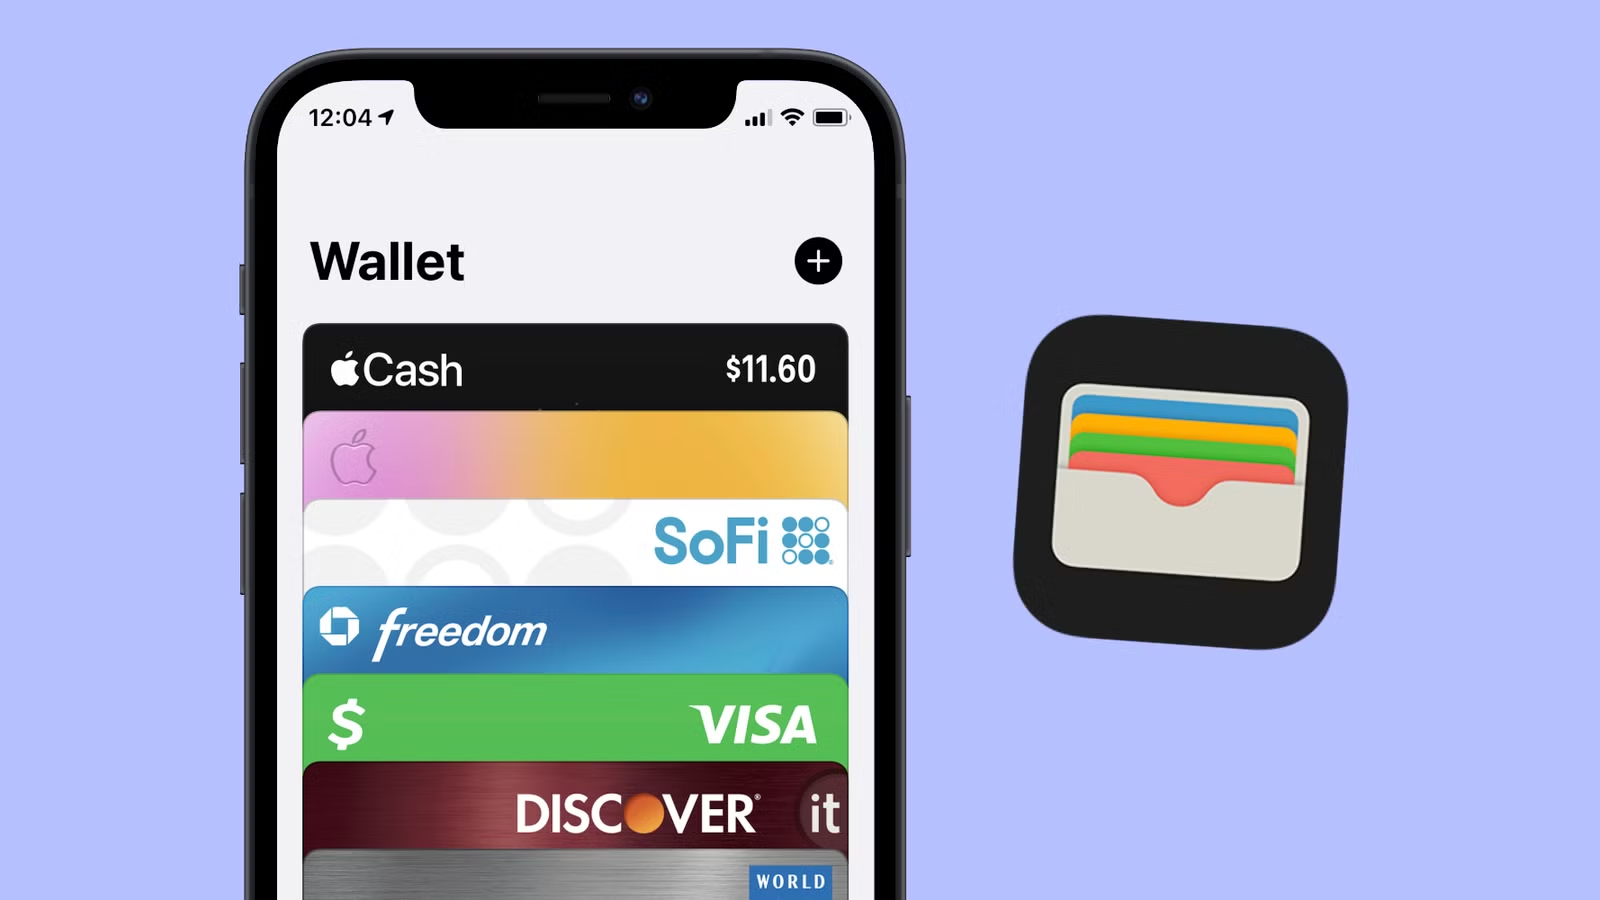 12:04
Wallet
Cash $11.60
SoFi
freedom
$ VISA
DISCOVER® it
WORLD